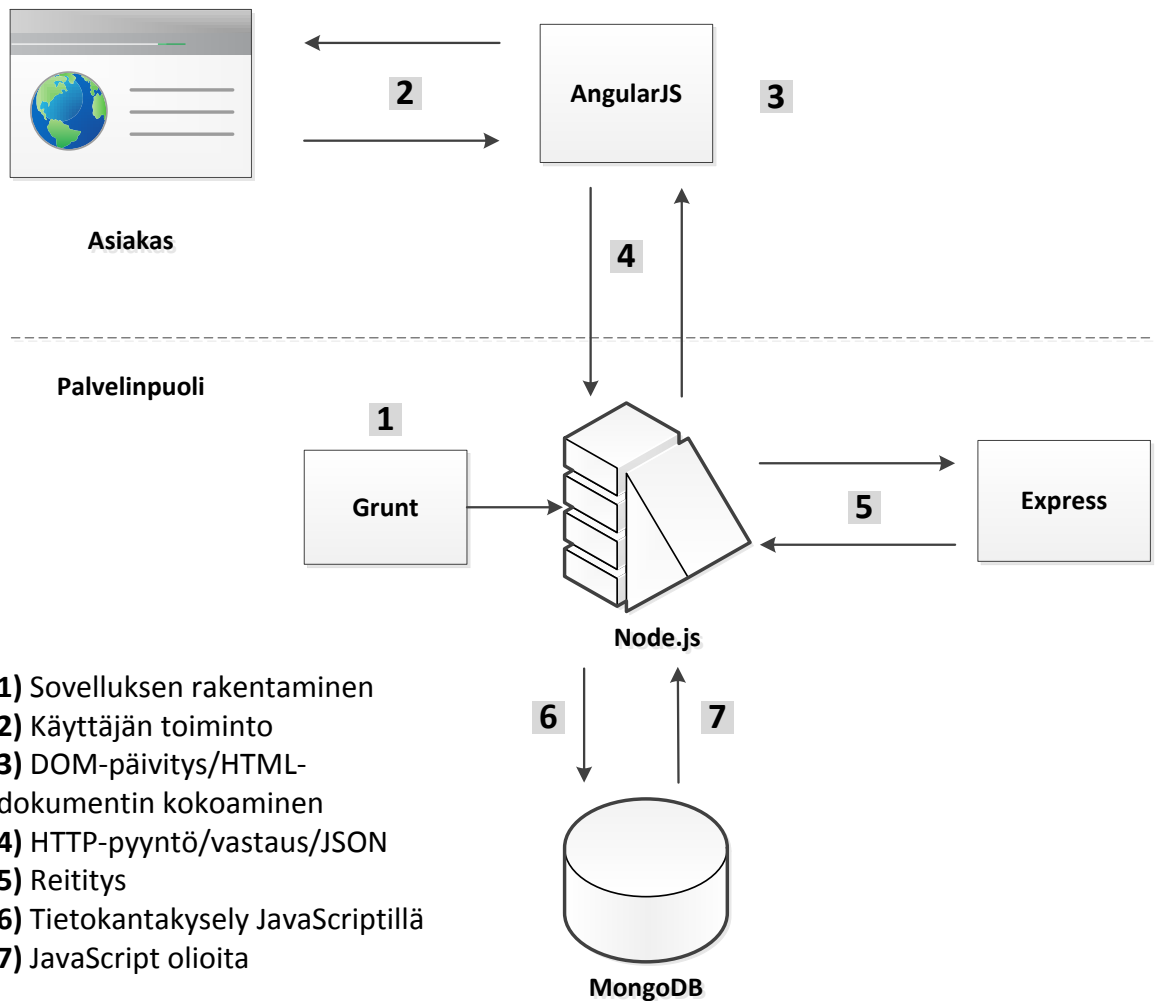 2
AngularJS
3
Asiakas
4
Palvelinpuoli
1
Grunt
5
Express
Node.js
6
7
1) Sovelluksen rakentaminen
2) Käyttäjän toiminto
3) DOM-päivitys/HTML-
dokumentin kokoaminen
4) HTTP-pyyntö/vastaus/JSON
5) Reititys
6) Tietokantakysely JavaScriptillä
7) JavaScript olioita
MongoDB